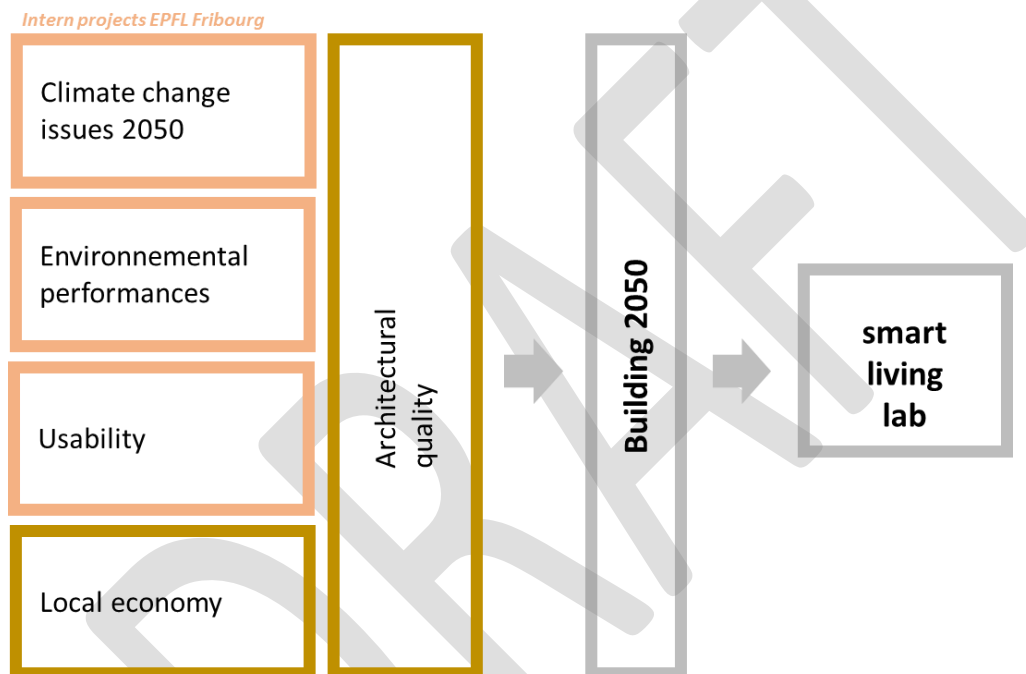 Intern projects EPFL Fribourg
Climate change
issues 2050
Environnemental
performances
Usability
Local economy
Architectural
quality
Building 2050
smart
living
lab
DRAFT